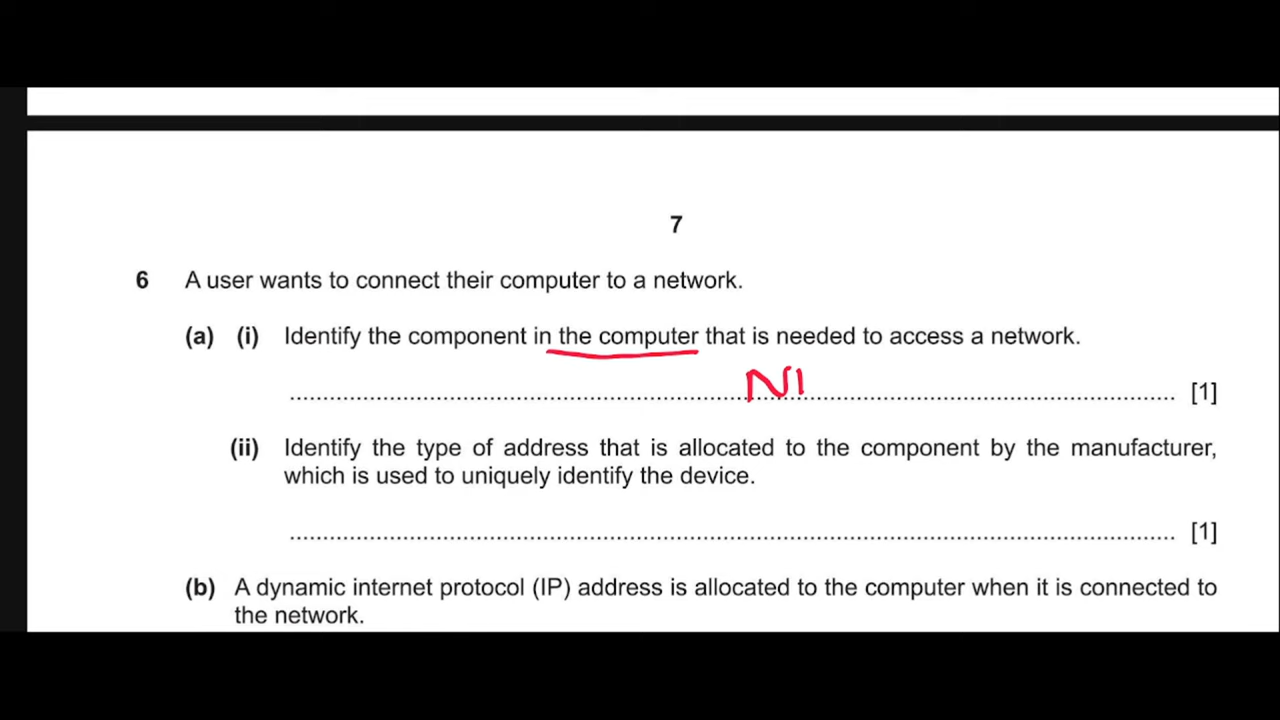 7
6 A user wants to connect their computer to a network.
(a) (i) Identify the component in the computer that is needed to access a network.
NI
.......................................................................................................................................... [1]
(ii) Identify the type of address that is allocated to the component by the manufacturer,
which is used to uniquely identify the device.
.......................................................................................................................................... [1]
(b) A dynamic internet protocol (IP) address is allocated to the computer when it is connected to
the network.